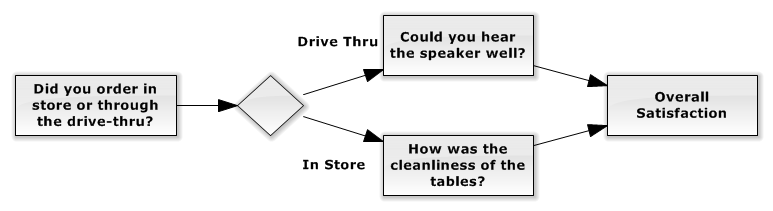 Did you order in
store or through
the drive-thru?
Drive Thru
Could you hear
the speaker well?
In Store
How was the
cleanliness of the
tables?
Overall
Satisfaction